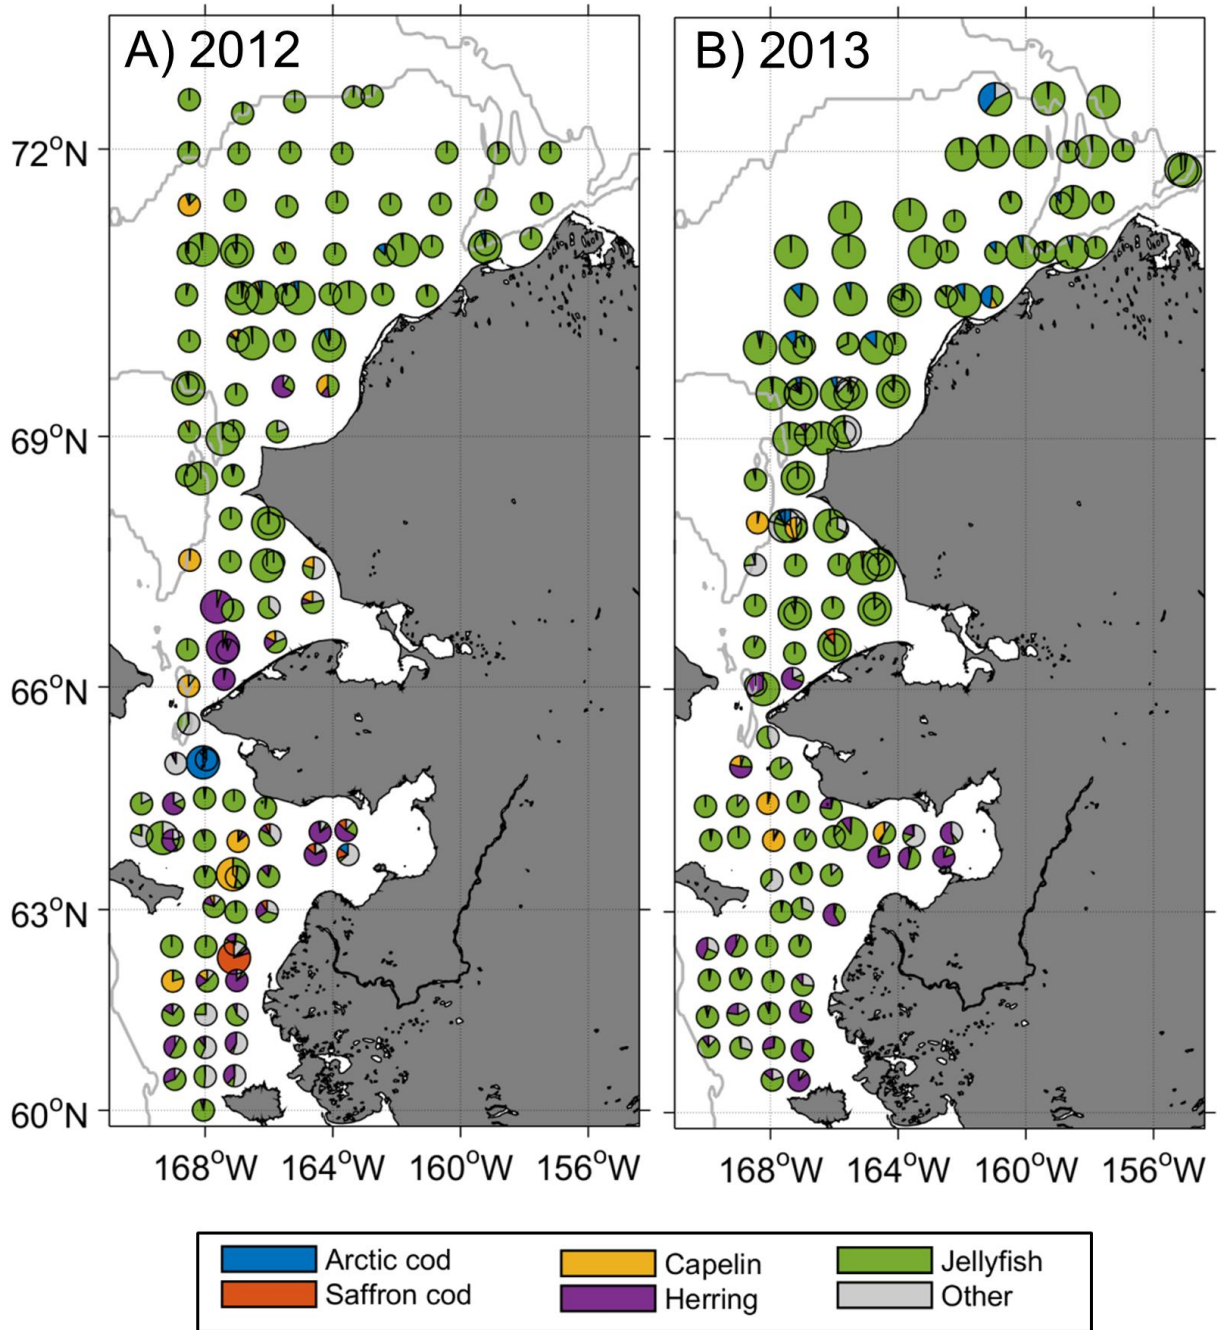 A) 2012
B) 2013
72°N
69°N
66°N
63°N
60°N
168°W 164°W 160°W 156°W
168°W 164°W 160°W 156°W
Arctic cod
Capelin
Jellyfish
Saffron cod
Herring
Other